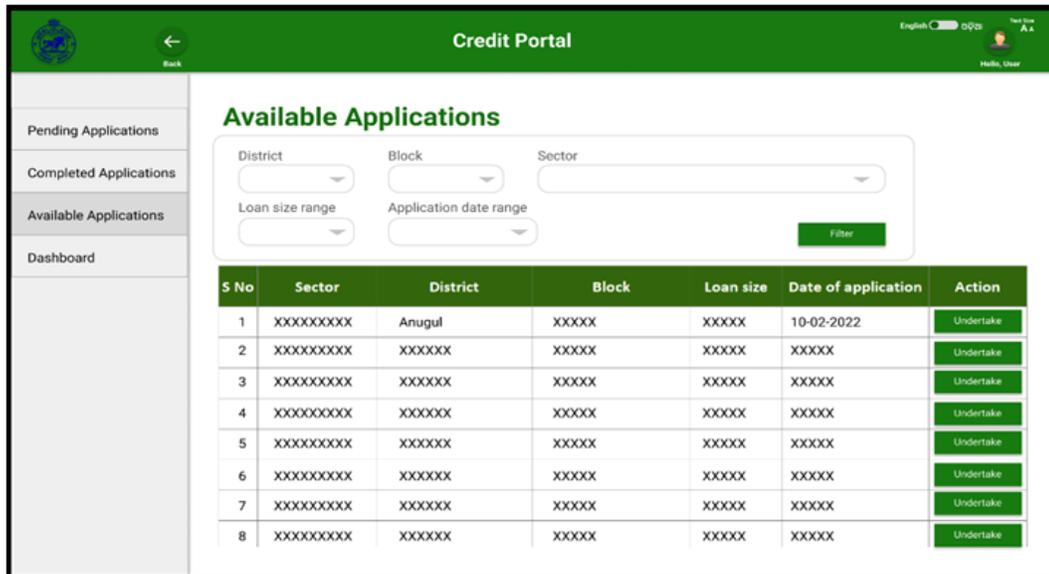 Credit Portal
English ଓଡ଼ିଆ
Text Size
A A
Back
Hello, User
Pending Applications
Completed Applications
Available Applications
Dashboard
Available Applications
District Block Sector
Loan size range Application date range
Filter
S No Sector District Block Loan size Date of application Action
1 XXXXXXXXX Anugul XXXXX XXXXX 10-02-2022 Undertake
2 XXXXXXXXX XXXXXX XXXXX XXXXX XXXXX Undertake
3 XXXXXXXXX XXXXXX XXXXX XXXXX XXXXX Undertake
4 XXXXXXXXX XXXXXX XXXXX XXXXX XXXXX Undertake
5 XXXXXXXXX XXXXXX XXXXX XXXXX XXXXX Undertake
6 XXXXXXXXX XXXXXX XXXXX XXXXX XXXXX Undertake
7 XXXXXXXXX XXXXXX XXXXX XXXXX XXXXX Undertake
8 XXXXXXXXX XXXXXX XXXXX XXXXX XXXXX Undertake